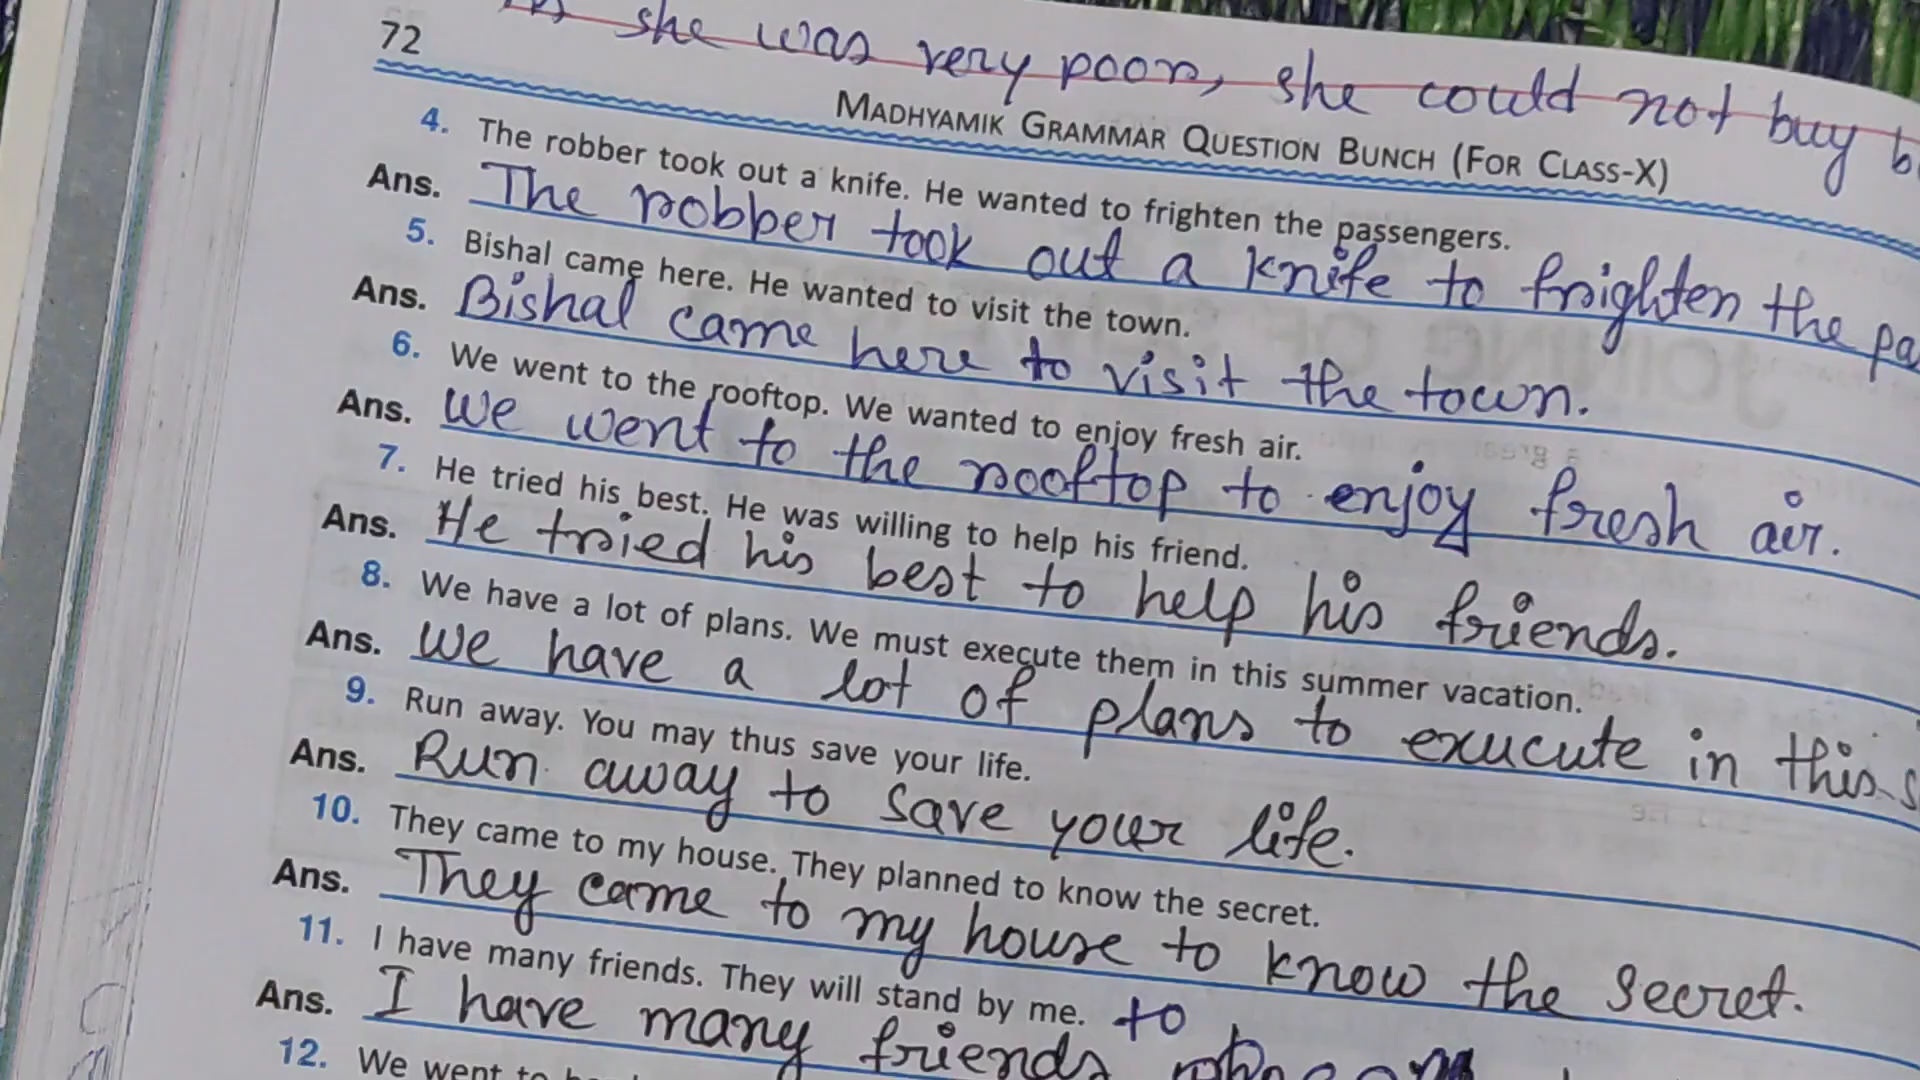 72
she was very poor, she could not buy
MADHYAMIK GRAMMAR QUESTION BUNCH (FOR CLASS-X)
4. The robber took out a knife. He wanted to frighten the passengers.
Ans. The robber took out a knife to frighten the pa
5. Bishal came here. He wanted to visit the town.
Ans. Bishal came here to visit the town.
6. We went to the rooftop. We wanted to enjoy fresh air.
Ans. We went to the rooftop to enjoy fresh air.
7. He tried his best. He was willing to help his friend.
Ans. He tried his best to help his friends.
8. We have a lot of plans. We must execute them in this summer vacation.
Ans. We have a lot of plans to exucute in this s
9. Run away. You may thus save your life.
Ans. Run away to save your life.
10. They came to my house. They planned to know the secret.
Ans. They came to my house to know the secret.
11. I have many friends. They will stand by me.
Ans. I have many friends to
12. We went to